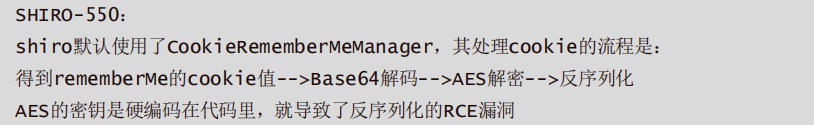 SHIRO-550：
shiro默认使用了CookieRememberMeManager，其处理cookie的流程是：
得到rememberMe的cookie值-->Base64解码-->AES解密-->反序列化
AES的密钥是硬编码在代码里，就导致了反序列化的RCE漏洞